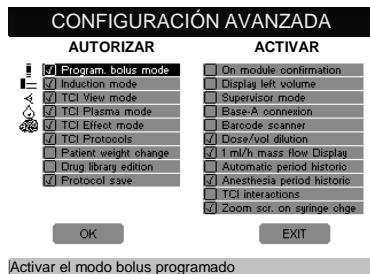 CONFIGURACIÓN AVANZADA
AUTORIZAR
Program. bolus mode
Induction mode
TCI View mode
TCI Plasma mode
TCI Effect mode
TCI Protocols
Patient weight change
Drug library edition
Protocol save
ACTIVAR
On module confirmation
Display left volume
Supervisor mode
Base-A connexion
Barcode scanner
Dose/vol dilution
1 ml/h mass flow Display
Automatic period historic
Anesthesia period historic
TCI interactions
Zoom scr. on syringe chge
OK
EXIT
Activar el modo bolus programado